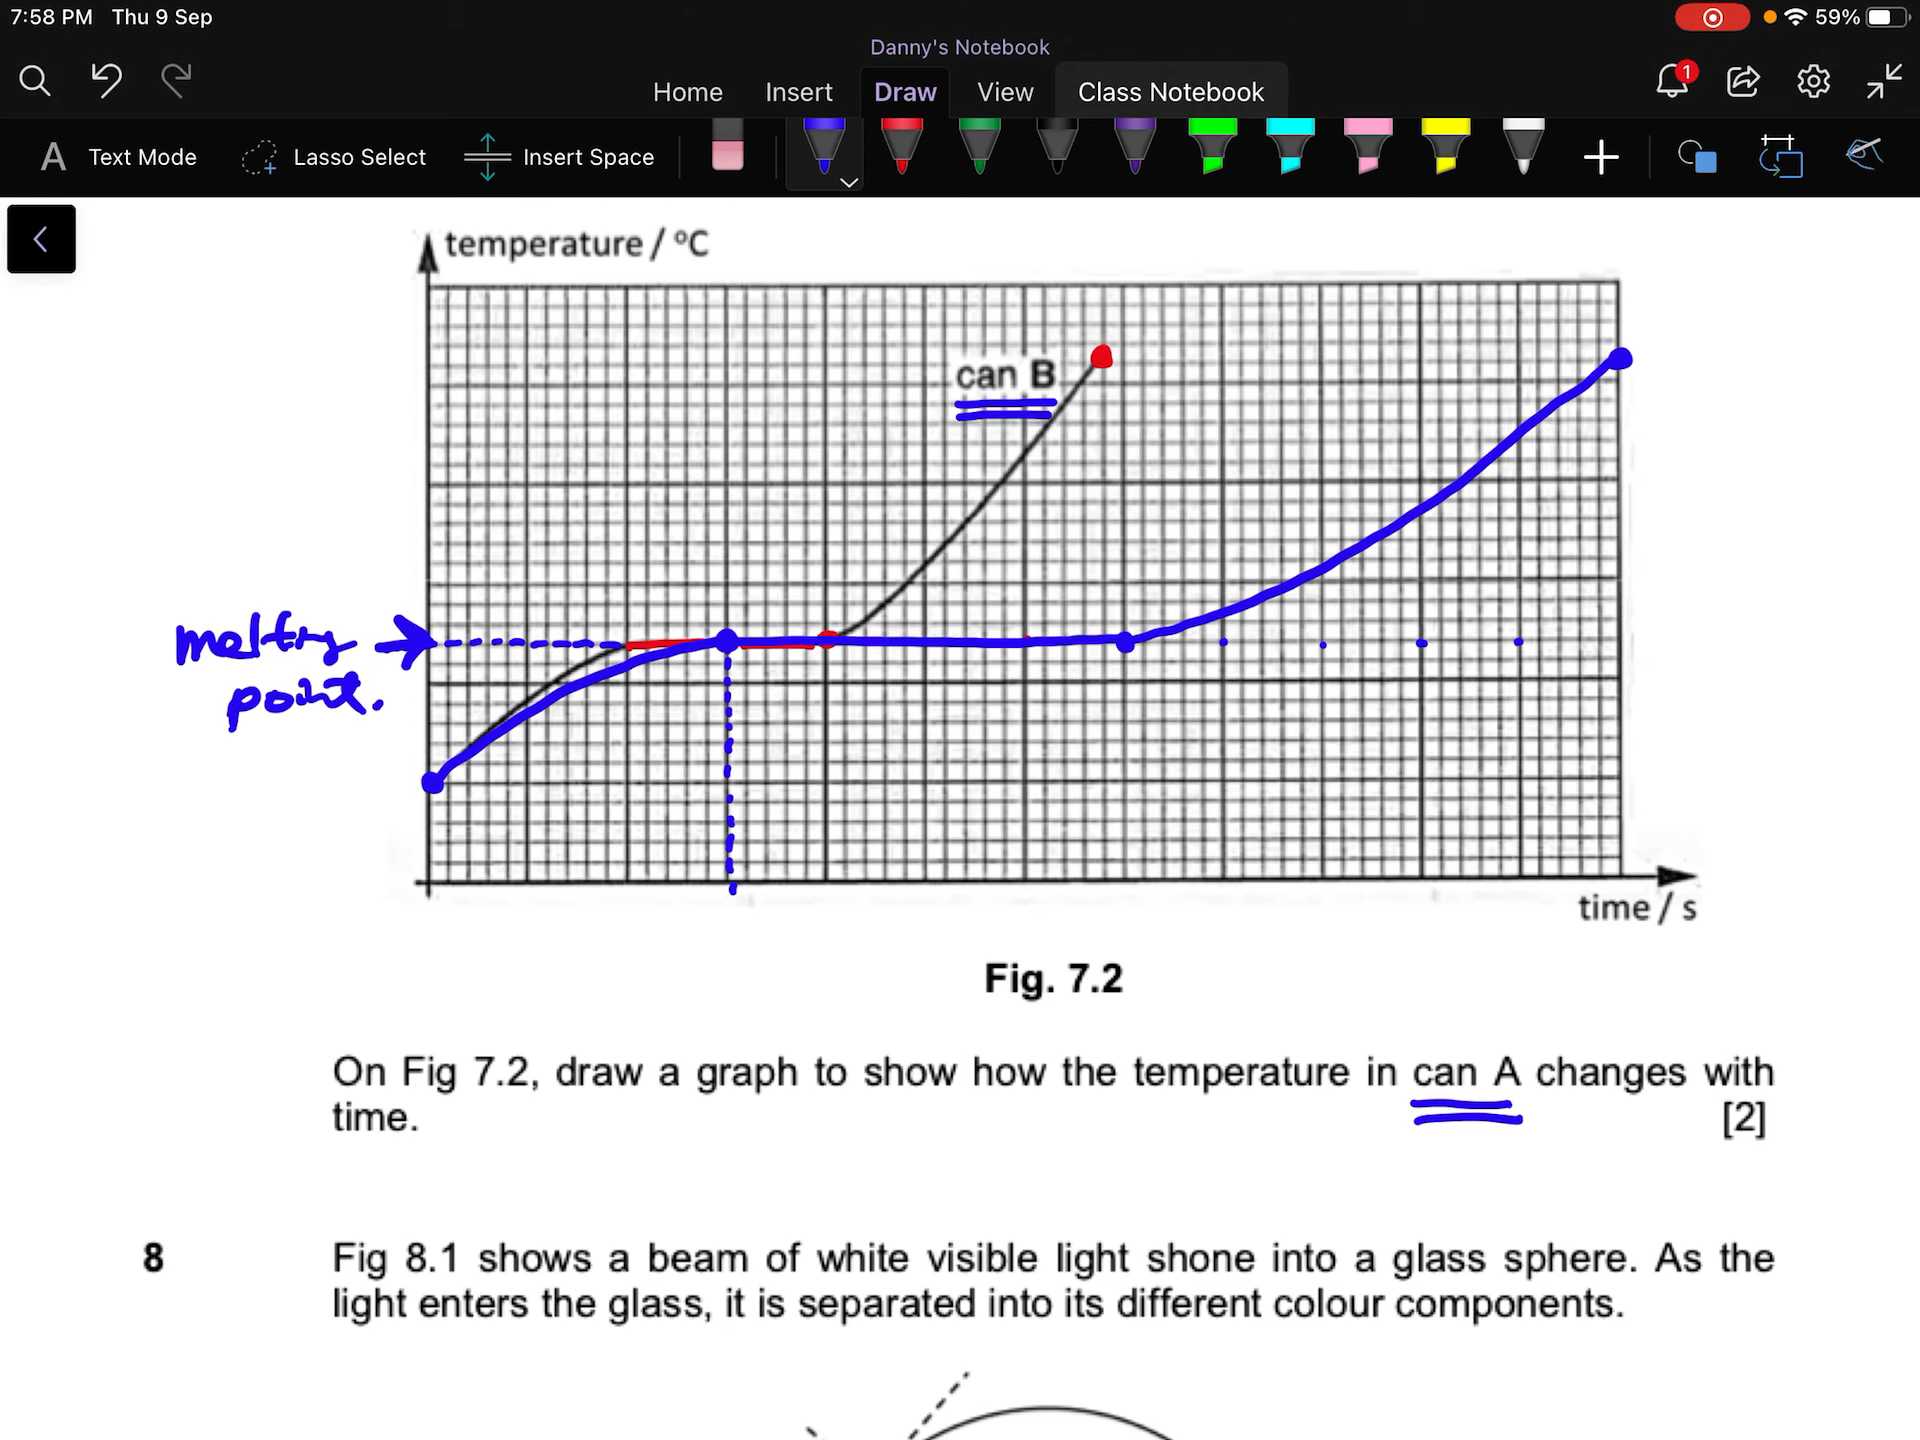 7:58 PM Thu 9 Sep
59%
Danny's Notebook
Home Insert Draw View Class Notebook
1
A Text Mode Lasso Select Insert Space
temperature / °C
can B
melting
point.
time / s
Fig. 7.2
On Fig 7.2, draw a graph to show how the temperature in can A changes with
time. [2]
8 Fig 8.1 shows a beam of white visible light shone into a glass sphere. As the
light enters the glass, it is separated into its different colour components.